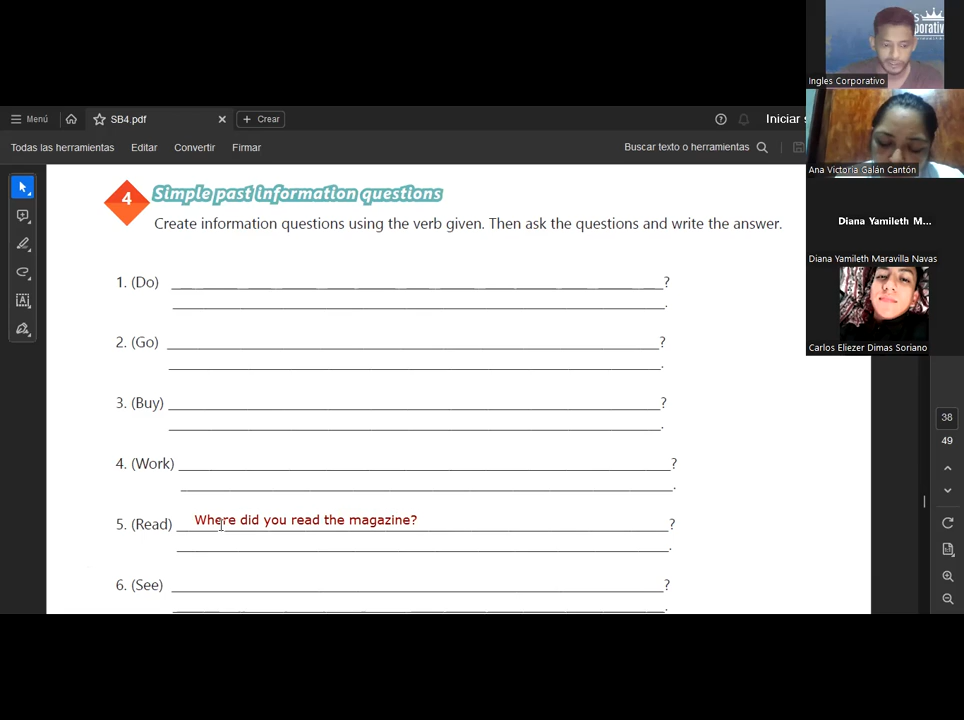 Menú
SB4.pdf
Crear
Iniciar s
Todas las herramientas
Editar
Convertir
Firmar
Buscar texto o herramientas
4
Simple past information questions
Create information questions using the verb given. Then ask the questions and write the answer.
1. (Do) ?
.
2. (Go) ?
.
3. (Buy) ?
.
4. (Work) ?
.
5. (Read) Where did you read the magazine? ?
.
6. (See) ?
.
Ingles Corporativo
Ana Victoria Galán Cantón
Diana Yamileth M...
Diana Yamileth Maravilla Navas
Carlos Eliezer Dimas Soriano
38
49